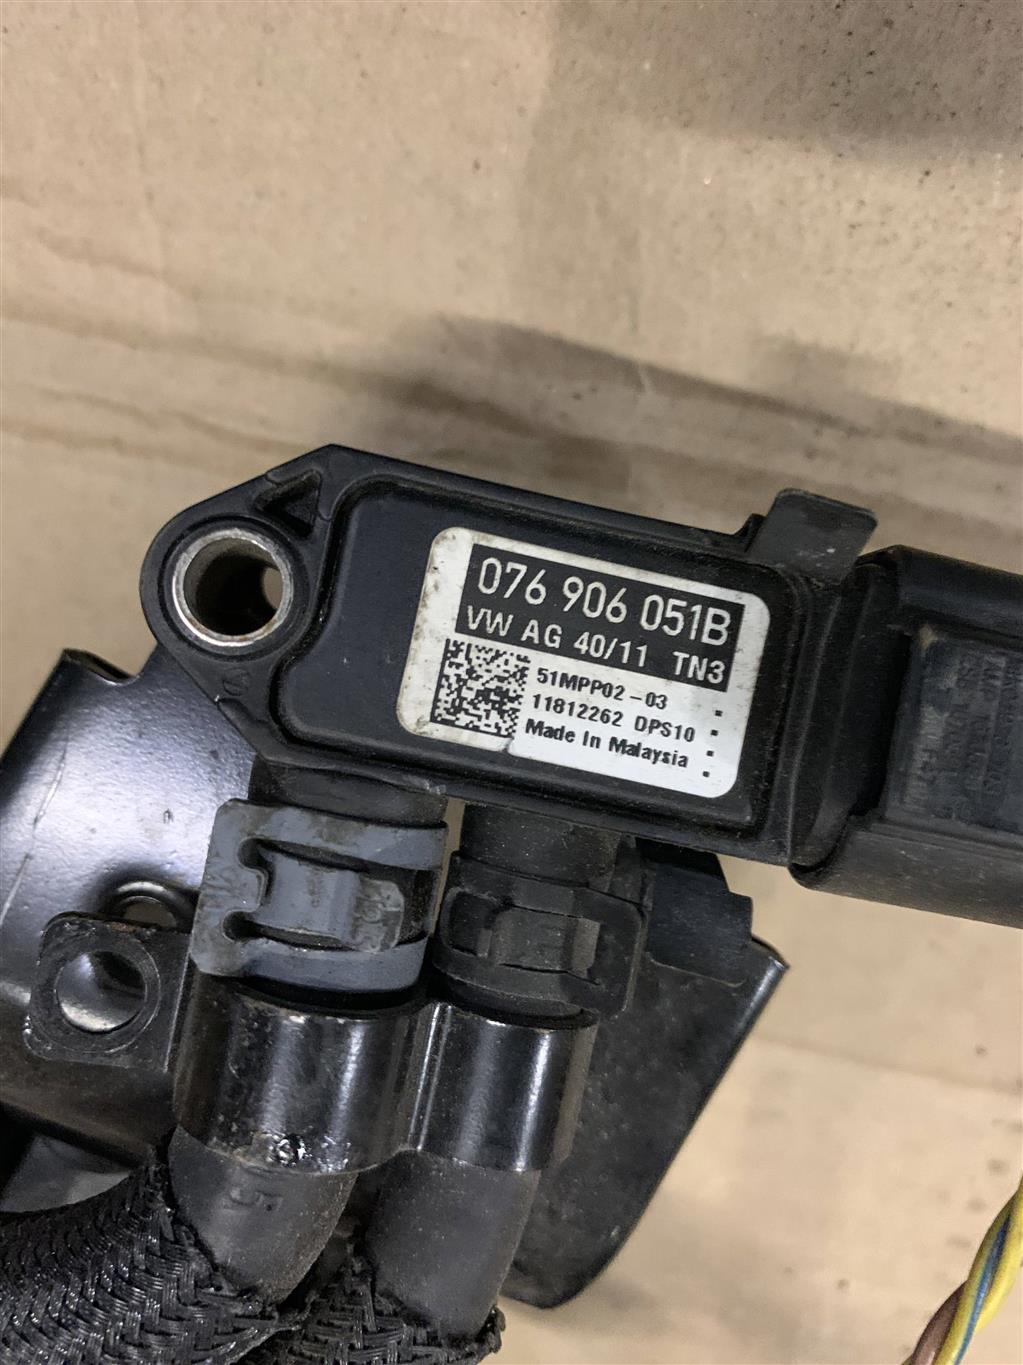 076 906 051B
VW AG 40/11 TN3
51MPP02-03
11812262 DPS10
Made In Malaysia